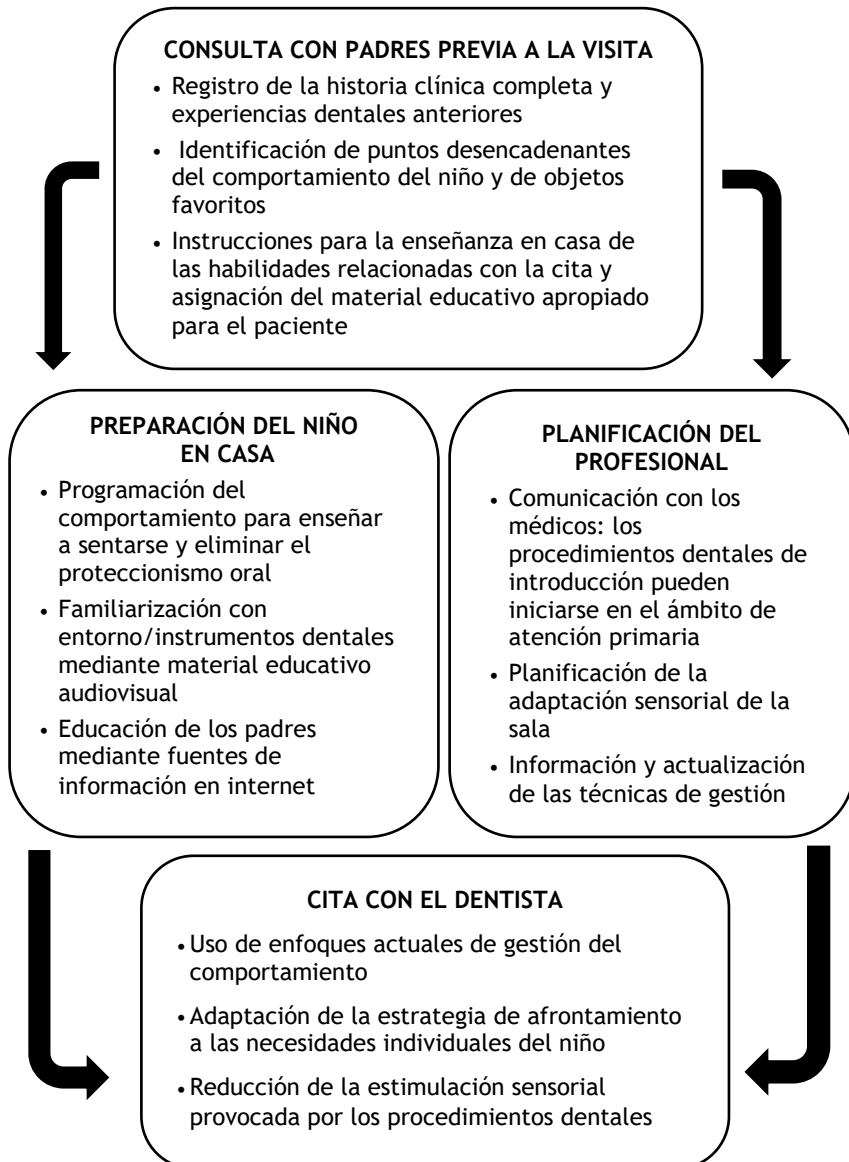 CONSULTA CON PADRES PREVIA A LA VISITA
• Registro de la historia clínica completa y
experiencias dentales anteriores
• Identificación de puntos desencadenantes
del comportamiento del niño y de objetos
favoritos
• Instrucciones para la enseñanza en casa de
las habilidades relacionadas con la cita y
asignación del material educativo apropiado
para el paciente
PREPARACIÓN DEL NIÑO
EN CASA
• Programación del
comportamiento para enseñar
a sentarse y eliminar el
proteccionismo oral
• Familiarización con
entorno/instrumentos dentales
mediante material educativo
audiovisual
• Educación de los padres
mediante fuentes de
información en internet
PLANIFICACIÓN DEL
PROFESIONAL
• Comunicación con los
médicos: los
procedimientos dentales de
introducción pueden
iniciarse en el ámbito de
atención primaria
• Planificación de la
adaptación sensorial de la
sala
• Información y actualización
de las técnicas de gestión
CITA CON EL DENTISTA
• Uso de enfoques actuales de gestión del
comportamiento
• Adaptación de la estrategia de afrontamiento
a las necesidades individuales del niño
• Reducción de la estimulación sensorial
provocada por los procedimientos dentales